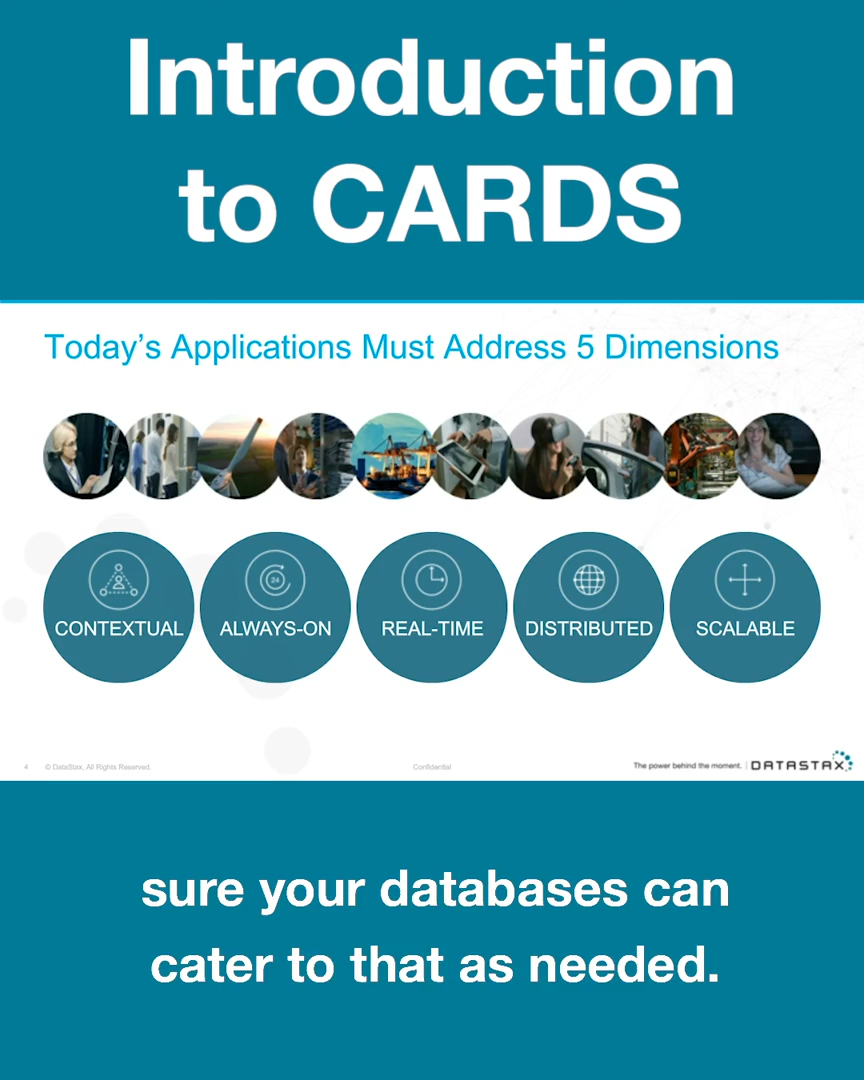 Introduction
to CARDS
Today's Applications Must Address 5 Dimensions
24
CONTEXTUAL
ALWAYS-ON
REAL-TIME
DISTRIBUTED
SCALABLE
4
© DataStax, All Rights Reserved.
Confidential
The power behind the moment. | DATASTAX
sure your databases can
cater to that as needed.